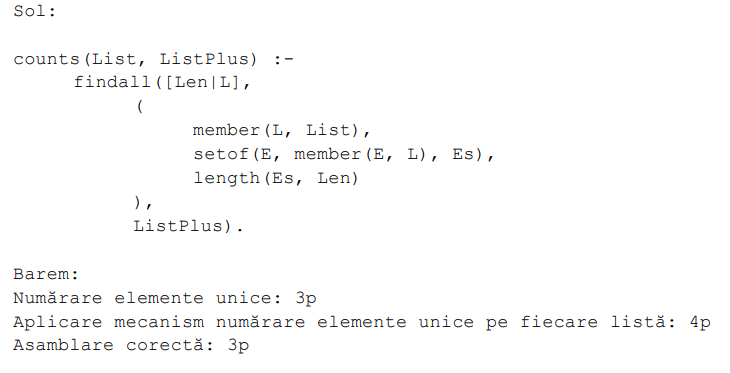 Sol:
counts(List, ListPlus) :-
findall([Len|L],
(
member(L, List),
setof(E, member(E, L), Es),
length(Es, Len)
),
ListPlus).
Barem:
Numărare elemente unice: 3p
Aplicare mecanism numărare elemente unice pe fiecare listă: 4p
Asamblare corectă: 3p